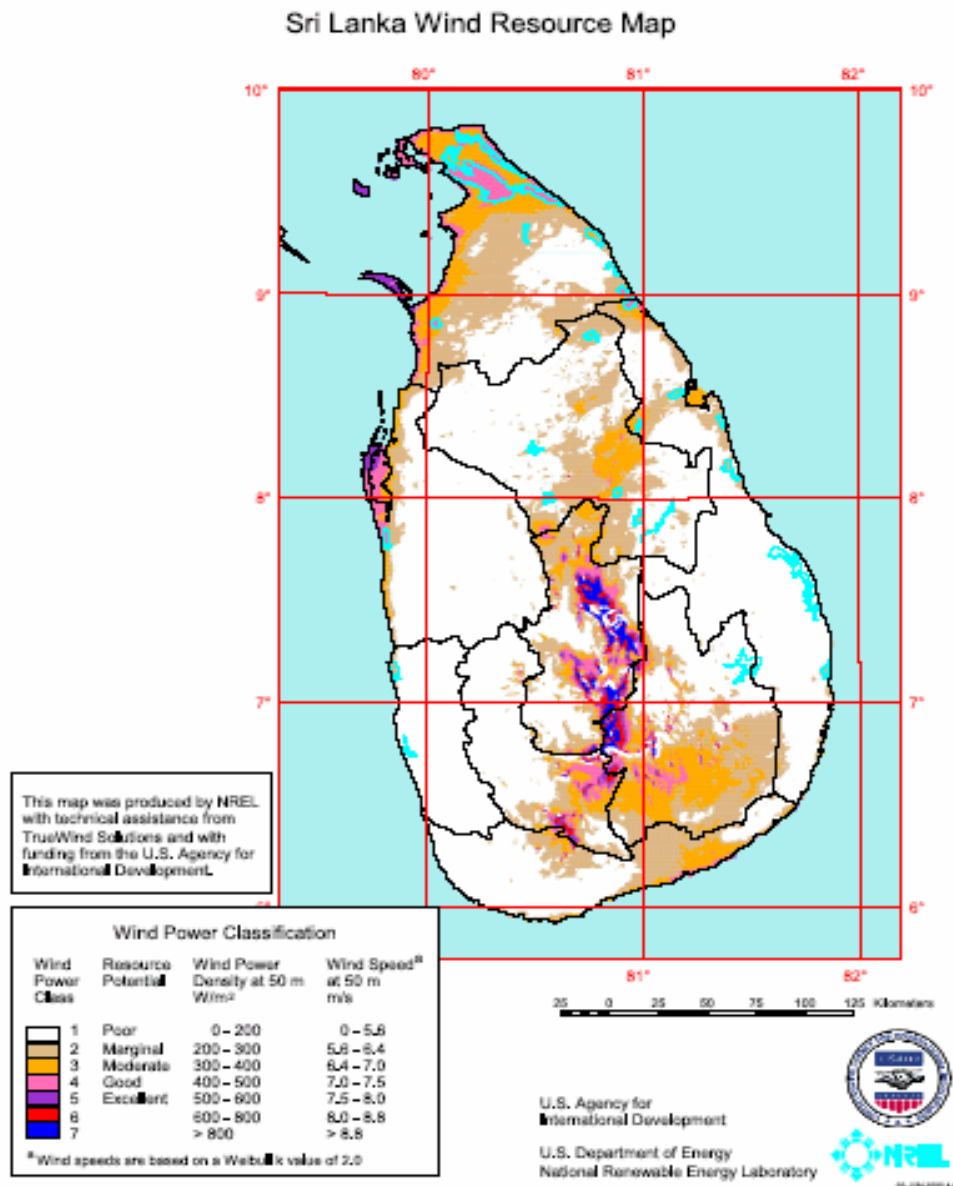 Sri Lanka Wind Resource Map
80° 81° 82°
10° 10°
9° 9°
8° 8°
7° 7°
6°
81° 82°
This map was produced by NREL
with technical assistance from
TrueWind Solutions and with
funding from the U.S. Agency for
International Development.
Wind Power Classification
Wind Resource Wind Power Wind Speedª
Power Potential Density at 50 m at 50 m
Class W/m² m/s
1 Poor 0 – 200 0 – 5.6
2 Marginal 200 – 300 5.6 – 6.4
3 Moderate 300 – 400 6.4 – 7.0
4 Good 400 – 500 7.0 – 7.5
5 Excellent 500 – 600 7.5 – 8.0
6 600 – 800 8.0 – 8.8
7 > 800 > 8.8
ª Wind speeds are based on a Weibull k value of 2.0
25 0 25 50 75 100 125 Kilometers
U.S. Agency for
International Development
U.S. Department of Energy
National Renewable Energy Laboratory
NREL